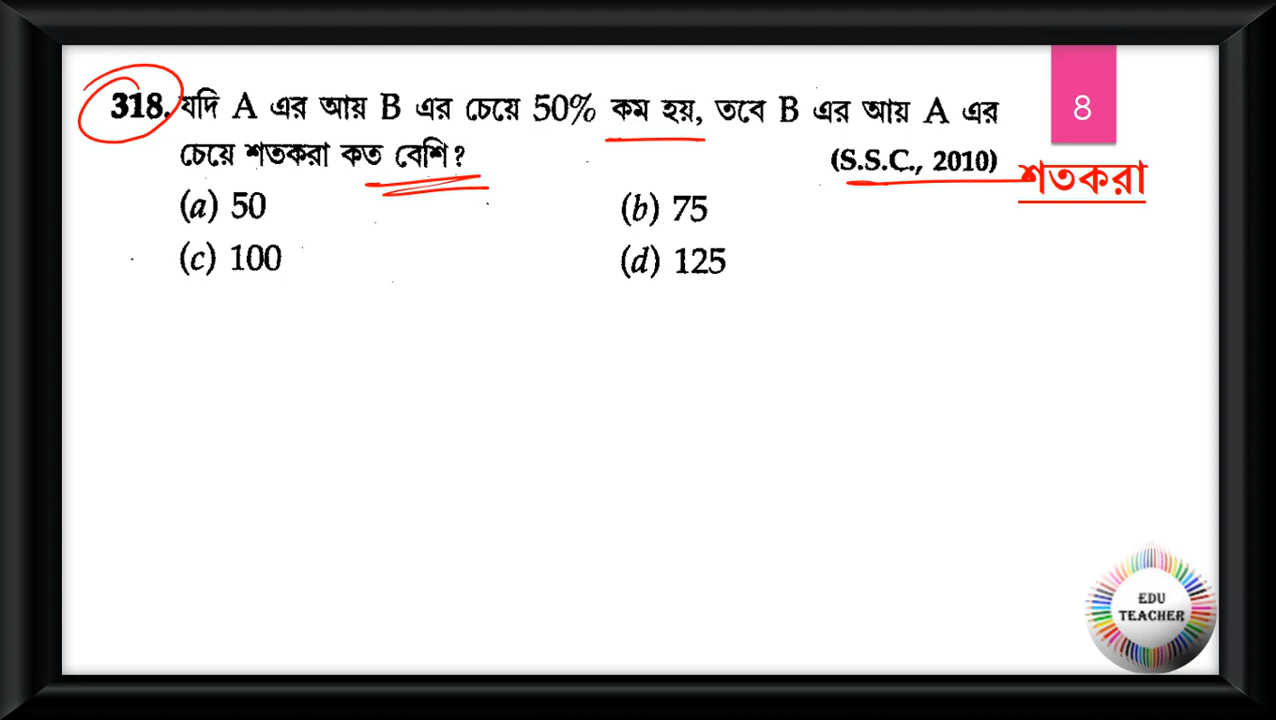 8
318. যদি A এর আয় B এর চেয়ে 50% কম হয়, তবে B এর আয় A এর
চেয়ে শতকরা কত বেশি? (S.S.C., 2010)
শতকরা
(a) 50 (b) 75
(c) 100 (d) 125
EDU
TEACHER